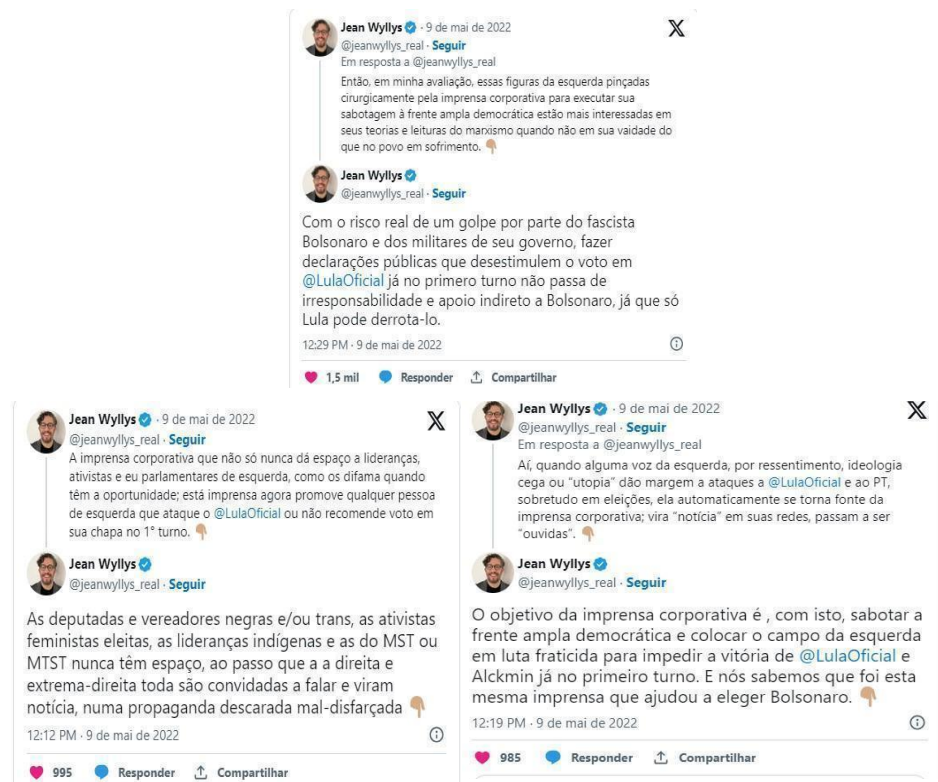 Jean Wyllys · 9 de mai de 2022
@jeanwyllys_real · Seguir
Em resposta a @jeanwyllys_real
Então, em minha avaliação, essas figuras da esquerda pinçadas
cirurgicamente pela imprensa corporativa para executar sua
sabotagem à frente ampla democrática estão mais interessadas em
seus teorias e leituras do marxismo quando não em sua vaidade do
que no povo em sofrimento. 👇🏽
Jean Wyllys
@jeanwyllys_real · Seguir
Com o risco real de um golpe por parte do fascista
Bolsonaro e dos militares de seu governo, fazer
declarações públicas que desestimulem o voto em
@LulaOficial já no primero turno não passa de
irresponsabilidade e apoio indireto a Bolsonaro, já que só
Lula pode derrota-lo.
12:29 PM · 9 de mai de 2022
1,5 mil Responder Compartilhar
Jean Wyllys · 9 de mai de 2022
@jeanwyllys_real · Seguir
A imprensa corporativa que não só nunca dá espaço a lideranças,
ativistas e eu parlamentares de esquerda, como os difama quando
têm a oportunidade; está imprensa agora promove qualquer pessoa
de esquerda que ataque o @LulaOficial ou não recomende voto em
sua chapa no 1° turno. 👇🏽
Jean Wyllys
@jeanwyllys_real · Seguir
As deputadas e vereadores negras e/ou trans, as ativistas
feministas eleitas, as lideranças indígenas e as do MST ou
MTST nunca têm espaço, ao passo que a a direita e
extrema-direita toda são convidadas a falar e viram
notícia, numa propaganda descarada mal-disfarçada 👇🏽
12:12 PM · 9 de mai de 2022
995 Responder Compartilhar
Jean Wyllys · 9 de mai de 2022
@jeanwyllys_real · Seguir
Em resposta a @jeanwyllys_real
Aí, quando alguma voz da esquerda, por ressentimento, ideologia
cega ou “utopia” dão margem a ataques a @LulaOficial e ao PT,
sobretudo em eleições, ela automaticamente se torna fonte da
imprensa corporativa; vira “notícia” em suas redes, passam a ser
“ouvidas”. 👇🏽
Jean Wyllys
@jeanwyllys_real · Seguir
O objetivo da imprensa corporativa é , com isto, sabotar a
frente ampla democrática e colocar o campo da esquerda
em luta fraticida para impedir a vitória de @LulaOficial e
Alckmin já no primeiro turno. E nós sabemos que foi esta
mesma imprensa que ajudou a eleger Bolsonaro. 👇🏽
12:19 PM · 9 de mai de 2022
985 Responder Compartilhar